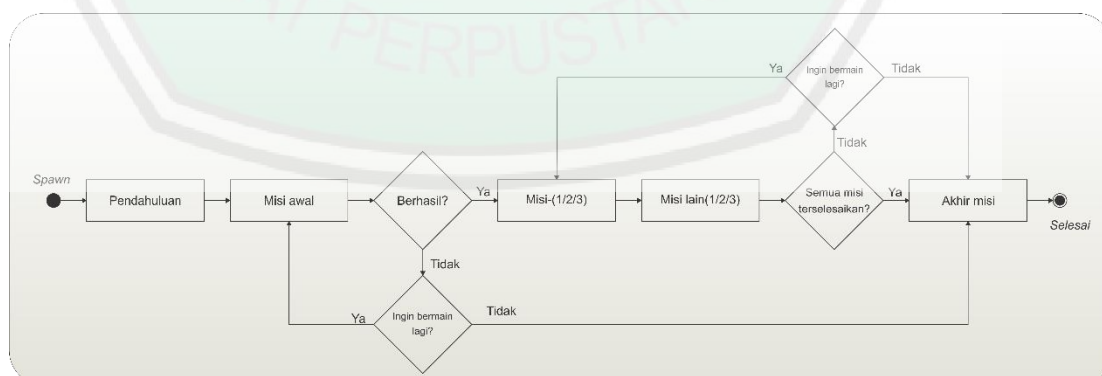 PERPUSTA
Ingin bermain
lagi?
Ya
Tidak
Tidak
Spawn
Pendahuluan
Misi awal
Berhasil?
Ya
Misi-(1/2/3)
Misi lain(1/2/3)
Semua misi
terselesaikan?
Ya
Akhir misi
Selesai
Tidak
Ingin bermain
lagi?
Ya
Tidak